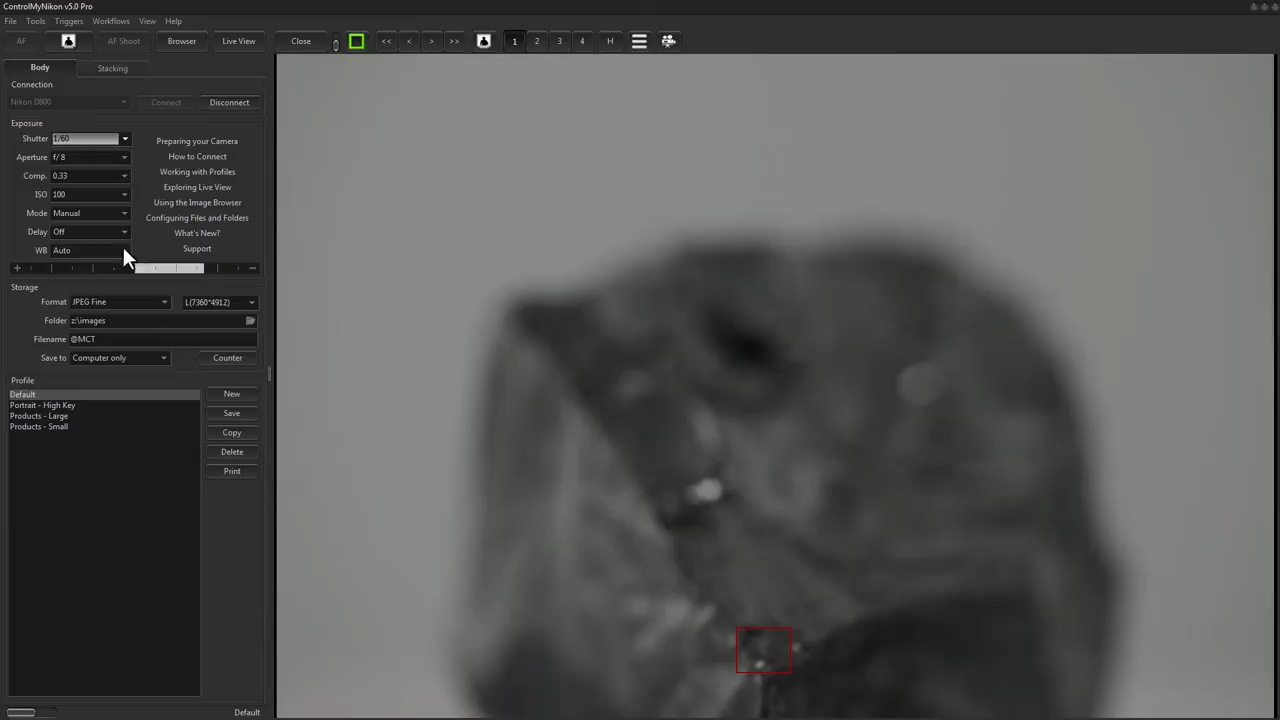 ControlMyNikon v5.0 Pro
File Tools Triggers Workflows View Help
AF AF Shoot Browser Live View Close << < > >> 1 2 3 4 H
Body Stacking
Connection
Nikon D800 Connect Disconnect
Exposure
Shutter 1/60
Aperture f/ 8
Comp. 0.33
ISO 100
Mode Manual
Delay Off
WB Auto
Preparing your Camera
How to Connect
Working with Profiles
Exploring Live View
Using the Image Browser
Configuring Files and Folders
What's New?
Support
Storage
Format JPEG Fine L(7360*4912)
Folder z:\images
Filename @MCT
Save to Computer only Counter
Profile
Default
Portrait - High Key
Products - Large
Products - Small
New
Save
Copy
Delete
Print
Default